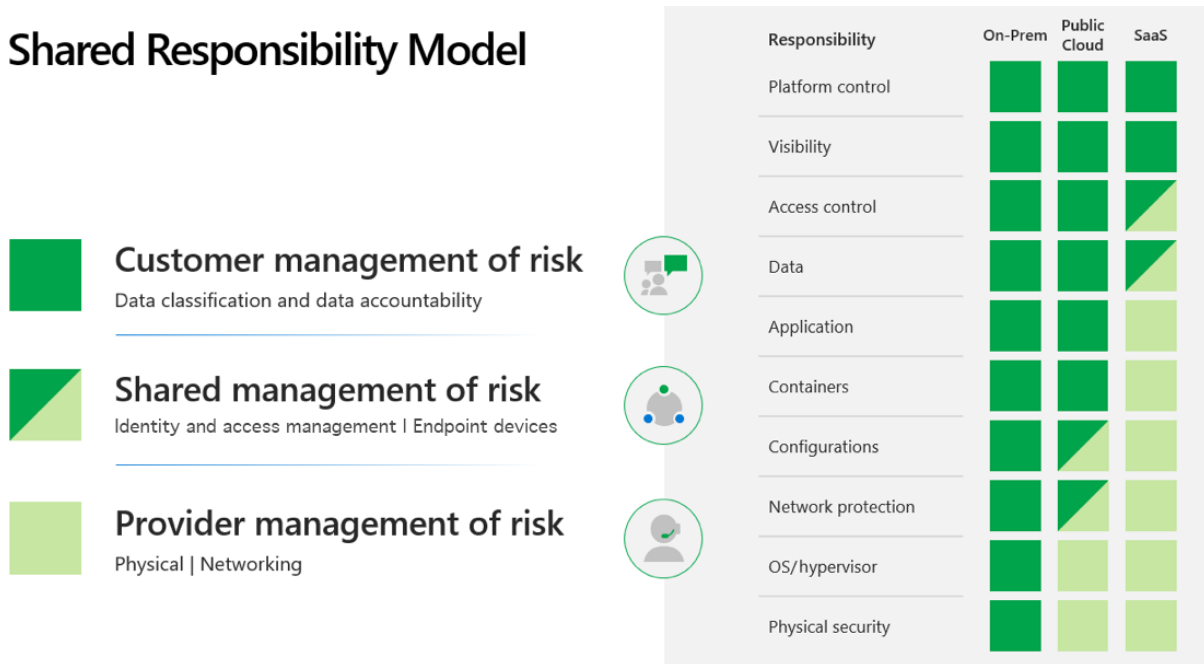 Shared Responsibility Model
Customer management of risk
Data classification and data accountability
Shared management of risk
Identity and access management I Endpoint devices
Provider management of risk
Physical | Networking
Responsibility
On-Prem
Public
Cloud
SaaS
Platform control
Visibility
Access control
Data
Application
Containers
Configurations
Network protection
OS/hypervisor
Physical security